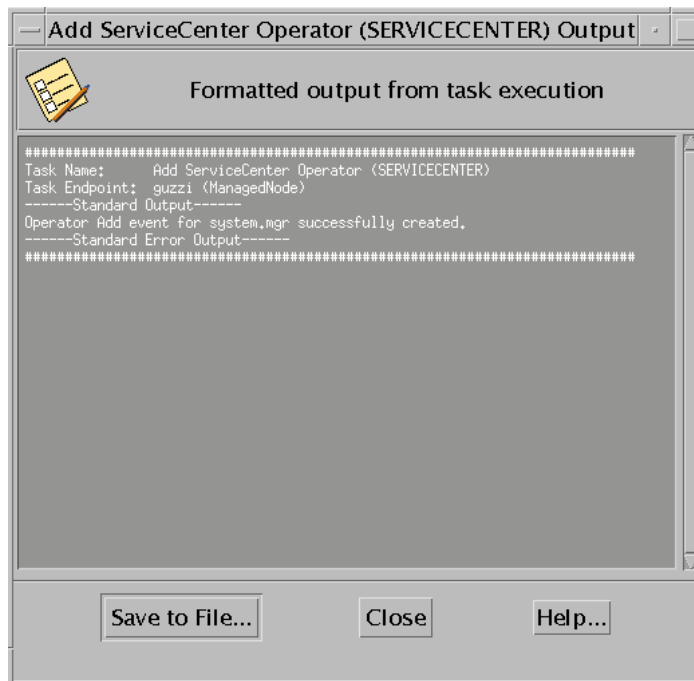 Add ServiceCenter Operator (SERVICECENTER) Output
Formatted output from task execution
############################################################################
Task Name:      Add ServiceCenter Operator (SERVICECENTER)
Task Endpoint:  guzzi (ManagedNode)
------Standard Output------
Operator Add event for system.mgr successfully created.
------Standard Error Output------
############################################################################
Save to File... Close Help...